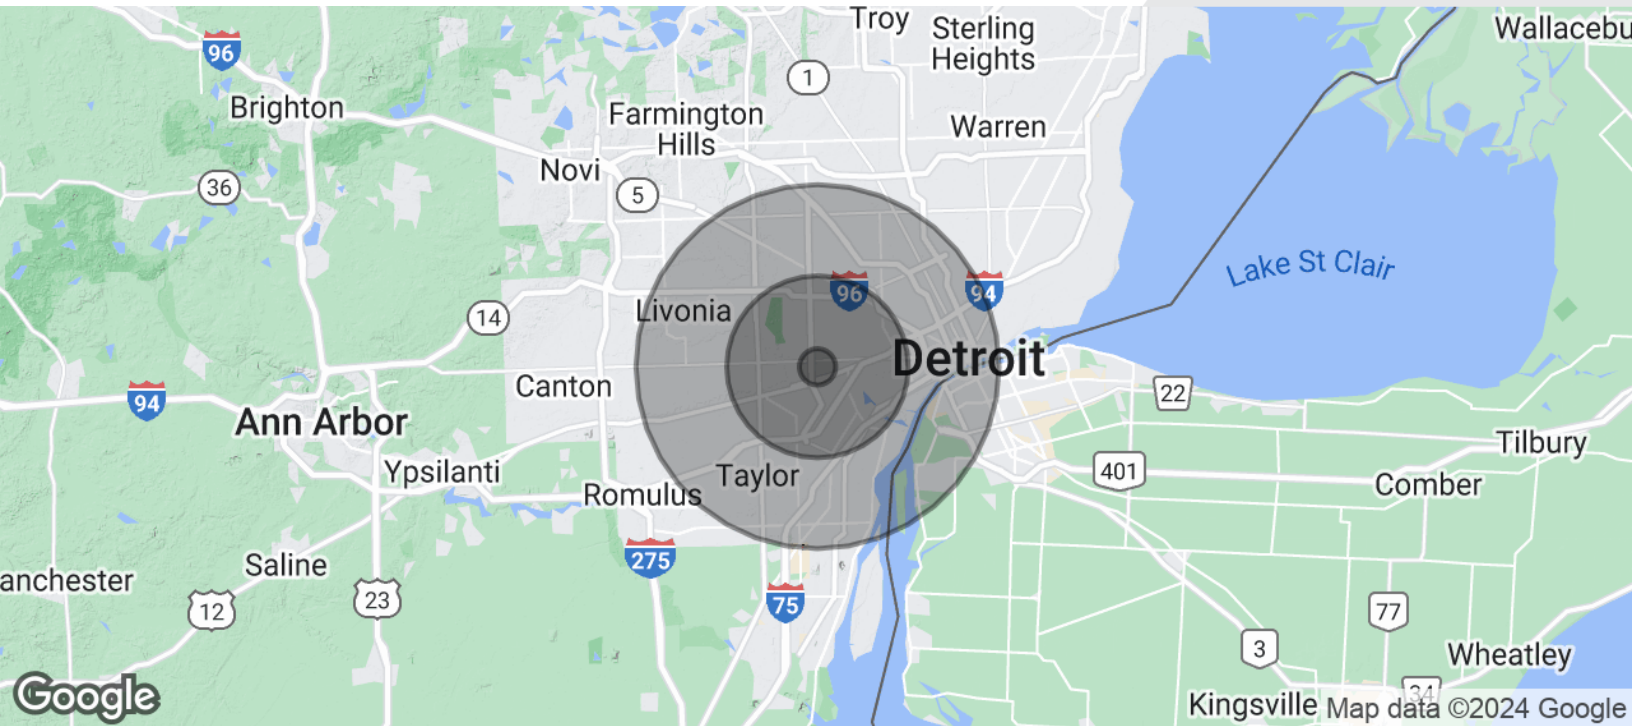 Troy
Sterling
Heights
Wallacebu
96
1
Brighton
Farmington
Hills
Warren
Novi
36
5
Lake St Clair
96
94
Livonia
14
Detroit
Canton
22
94
Ann Arbor
Tilbury
Ypsilanti
Taylor
401
Comber
Romulus
275
Saline
anchester
12
23
75
77
3
Wheatley
Google
34
Kingsville
Map data ©2024 Google